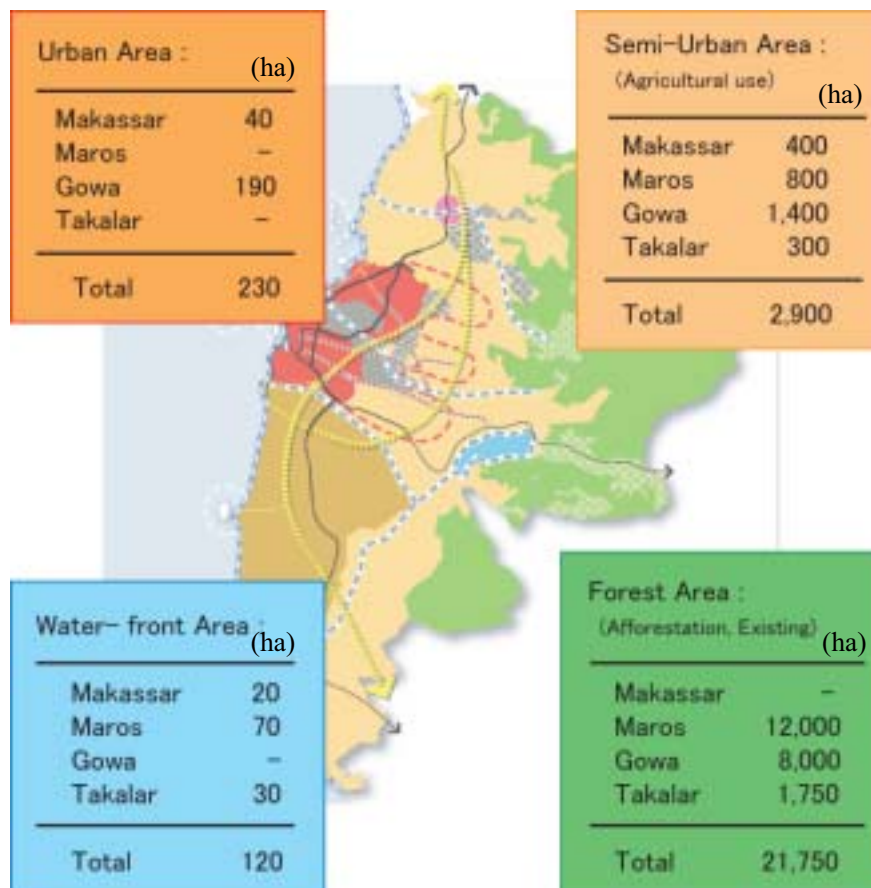 Urban Area :
(ha)
Makassar 40
Maros –
Gowa 190
Takalar –
Total 230
Semi-Urban Area :
(Agricultural use)
(ha)
Makassar 400
Maros 800
Gowa 1,400
Takalar 300
Total 2,900
Water- front Area :
(ha)
Makassar 20
Maros 70
Gowa –
Takalar 30
Total 120
Forest Area :
(Afforestation, Existing)
(ha)
Makassar –
Maros 12,000
Gowa 8,000
Takalar 1,750
Total 21,750